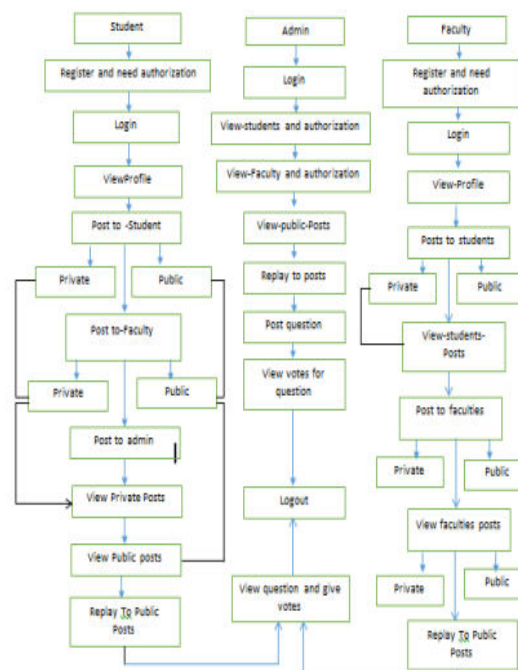 Student
Register and need authorization
Login
ViewProfile
Post to -Student
Private
Public
Post to-Faculty
Private
Public
Post to admin
View Private Posts
View Public posts
Replay To Public
Posts
Admin
Login
View-students and authorization
View-Faculty and authorization
View-public-Posts
Replay to posts
Post question
View votes for
question
Logout
View question and give
votes
Faculty
Register and need
authorization
Login
View-Profile
Posts to students
Private
Public
View-students-
Posts
Post to faculties
Private
Public
View faculties posts
Private
Public
Replay To Public Posts